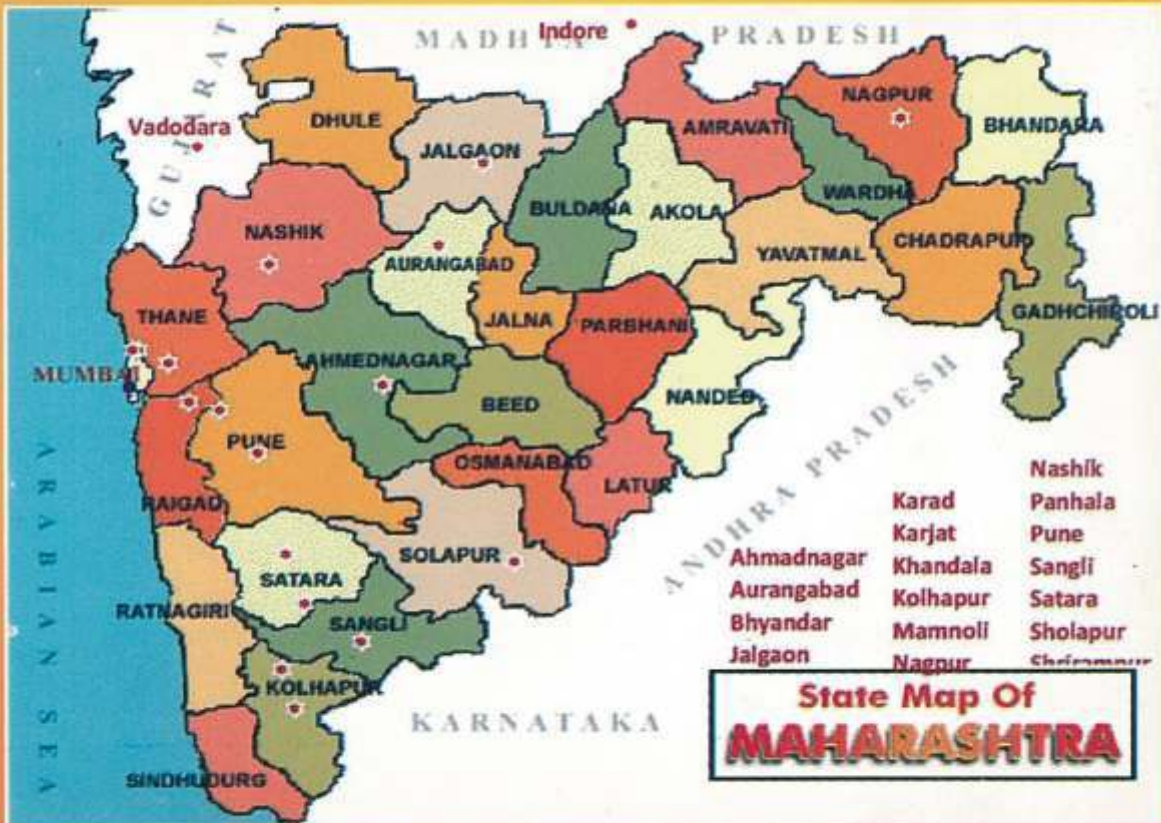 Indore
MADHYA PRADESH
GUJRAT
Vadodara
DHULE
JALGAON
AMRAVATI
NAGPUR
BHANDARA
NASHIK
BULDANA
AKOLA
WARDHA
AURANGABAD
YAVATMAL
CHADRAPUR
THANE
JALNA
PARBHANI
GADHCHIROLI
AHMEDNAGAR
MUMBAI
BEED
NANDED
PUNE
OSMANABAD
LATUR
RAIGAD
SOLAPUR
SATARA
RATNAGIRI
SANGLI
KOLHAPUR
SINDHUDURG
ARABIAN SEA
ANDHRA PRADESH
KARNATAKA
Ahmadnagar
Aurangabad
Bhyandar
Jalgaon
Karad
Karjat
Khandala
Kolhapur
Mamnoli
Nagpur
Nashik
Panhala
Pune
Sangli
Satara
Sholapur
Shrirampur
State Map Of
MAHARASHTRA